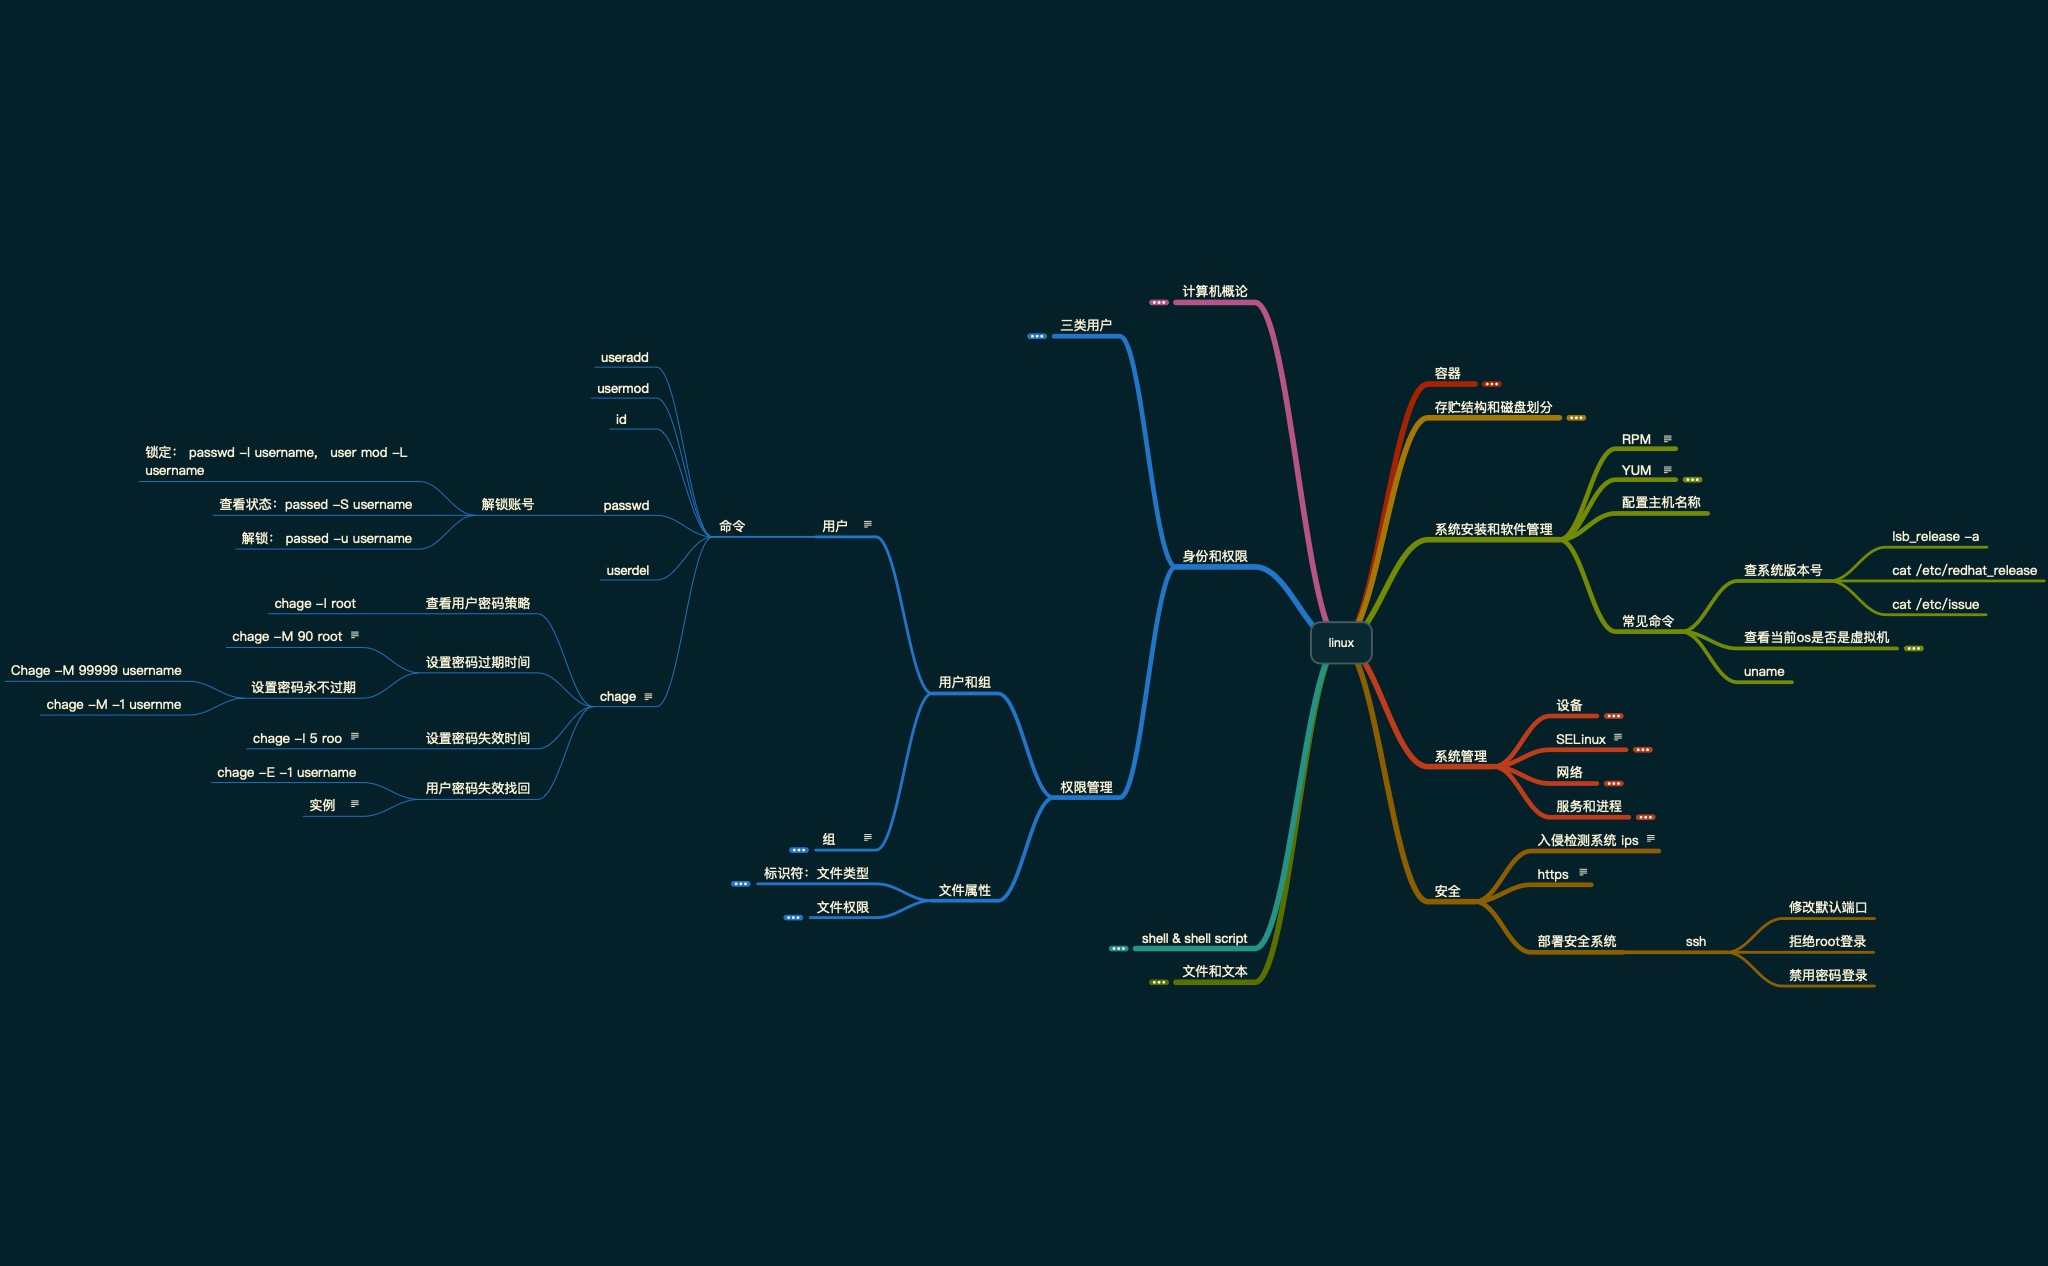 linux
计算机概论
三类用户
身份和权限
权限管理
用户和组
用户
命令
useradd
usermod
id
passwd
解锁账号
锁定： passwd -l username， user mod -L
username
查看状态：passed -S username
解锁： passed -u username
userdel
chage
查看用户密码策略
chage -l root
设置密码过期时间
chage -M 90 root
设置密码永不过期
Chage -M 99999 username
chage -M -1 usernme
设置密码失效时间
chage -I 5 roo
用户密码失效找回
chage -E -1 username
实例
组
文件属性
标识符：文件类型
文件权限
shell & shell script
文件和文本
容器
存贮结构和磁盘划分
系统安装和软件管理
RPM
YUM
配置主机名称
常见命令
查系统版本号
lsb_release -a
cat /etc/redhat_release
cat /etc/issue
查看当前os是否是虚拟机
uname
系统管理
设备
SELinux
网络
服务和进程
安全
入侵检测系统 ips
https
部署安全系统
ssh
修改默认端口
拒绝root登录
禁用密码登录